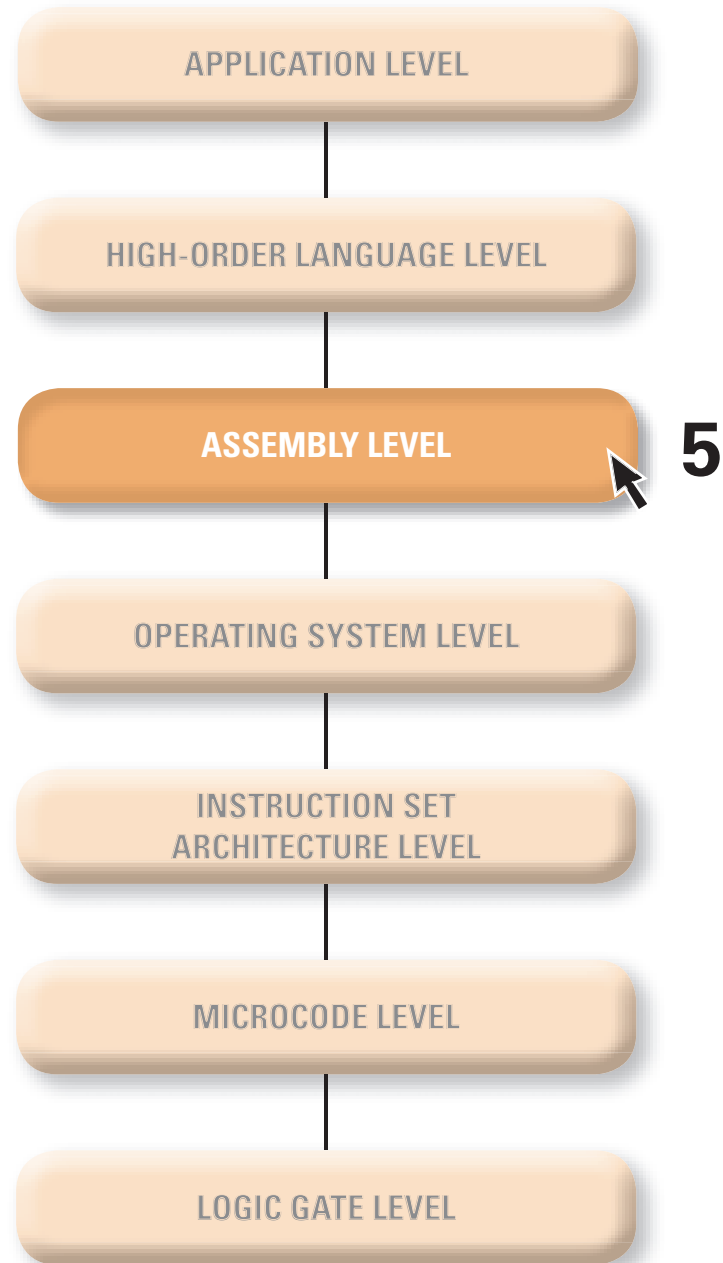 APPLICATION LEVEL
HIGH-ORDER LANGUAGE LEVEL
ASSEMBLY LEVEL
5
OPERATING SYSTEM LEVEL
INSTRUCTION SET
ARCHITECTURE LEVEL
MICROCODE LEVEL
LOGIC GATE LEVEL